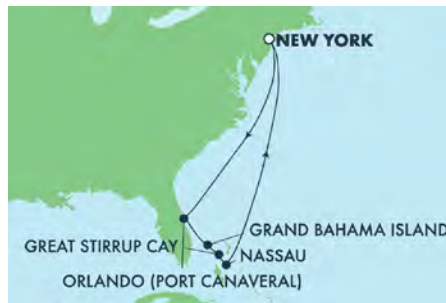 NEW YORK
GRAND BAHAMA ISLAND
GREAT STIRRUP CAY
NASSAU
ORLANDO (PORT CANAVERAL)